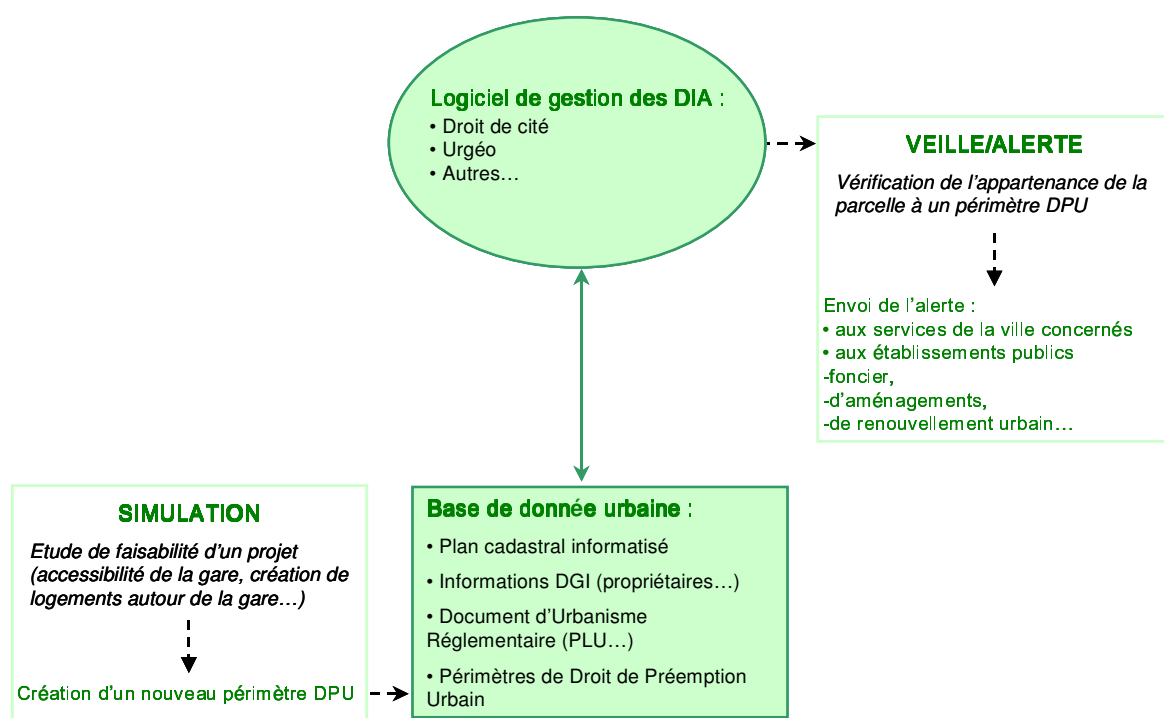 Logiciel de gestion des DIA :
• Droit de cité
• Urgéo
• Autres…
VEILLE/ALERTE
Vérification de l’appartenance de la
parcelle à un périmètre DPU
Envoi de l’alerte :
• aux services de la ville concernés
• aux établissements publics
-foncier,
-d’aménagements,
-de renouvellement urbain…
SIMULATION
Etude de faisabilité d’un projet
(accessibilité de la gare, création de
logements autour de la gare…)
Création d’un nouveau périmètre DPU
Base de donnée urbaine :
• Plan cadastral informatisé
• Informations DGI (propriétaires…)
• Document d’Urbanisme
Réglementaire (PLU…)
• Périmètres de Droit de Préemption
Urbain